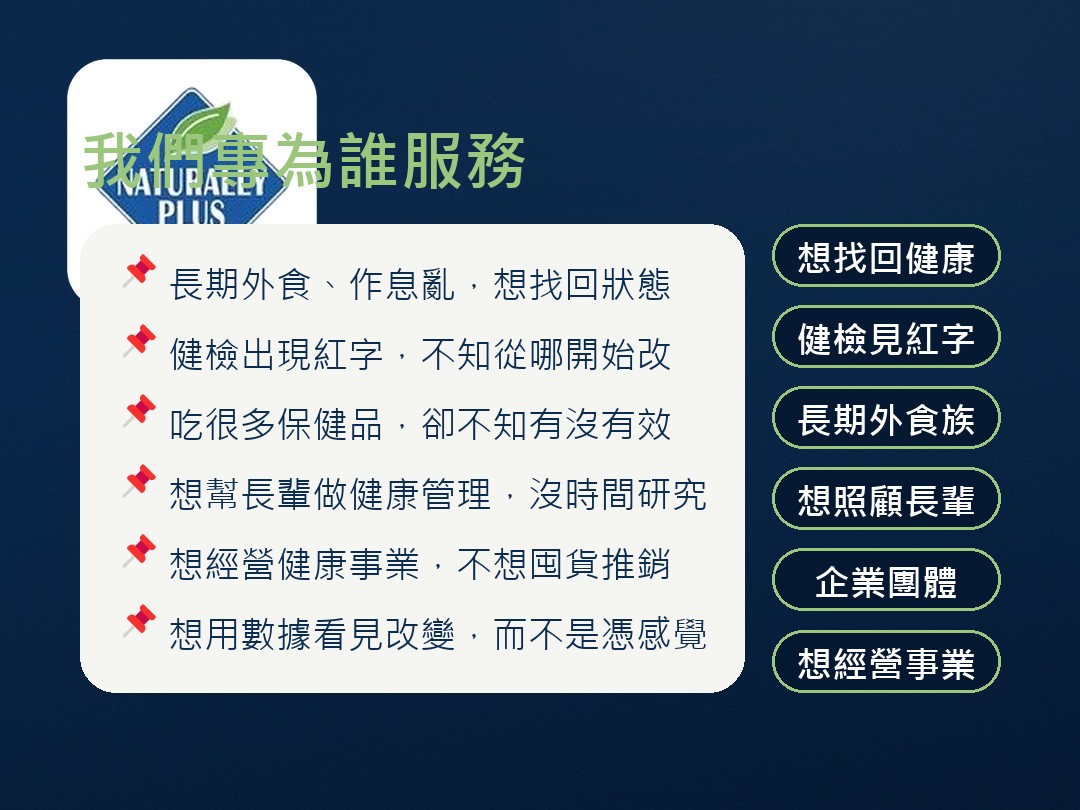 我們專為誰服務
NATURALLY
PLUS
長期外食、作息亂，想找回狀態
健檢出現紅字，不知從哪開始改
吃很多保健品，卻不知有沒有效
想幫長輩做健康管理，沒時間研究
想經營健康事業，不想囤貨推銷
想用數據看見改變，而不是憑感覺
想找回健康
健檢見紅字
長期外食族
想照顧長輩
企業團體
想經營事業